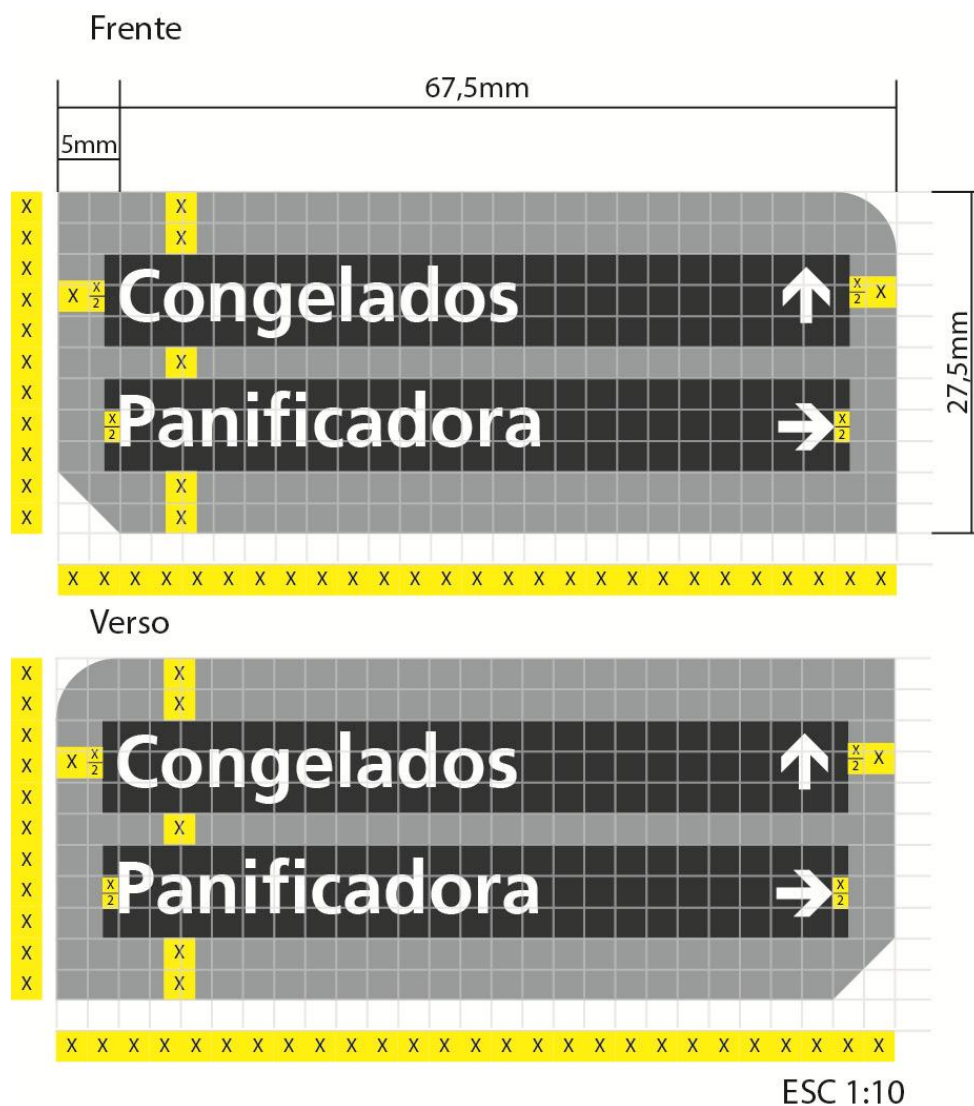 Frente
67,5mm
5mm
X X
X X
X
X X X/2 Congelados X/2 X
X
X X
X
X X/2 Panificadora X/2
X
X X
X X
27,5mm
X X X X X X X X X X X X X X X X X X X X X X X X X X X
Verso
X X
X X
X
X X X/2 Congelados X/2 X
X
X X
X
X X/2 Panificadora X/2
X
X X
X X
X X X X X X X X X X X X X X X X X X X X X X X X X X X
ESC 1:10